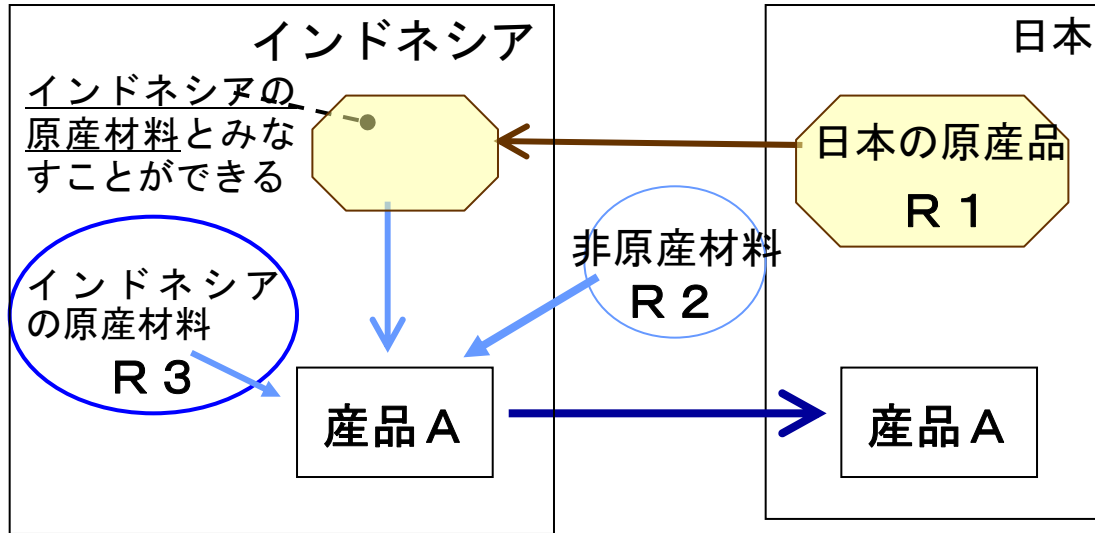 インドネシア
日本
インドネシアの
原産材料とみな
すことができる
日本の原産品
R1
非原産材料
R2
インドネシア
の原産材料
R3
産品A
産品A